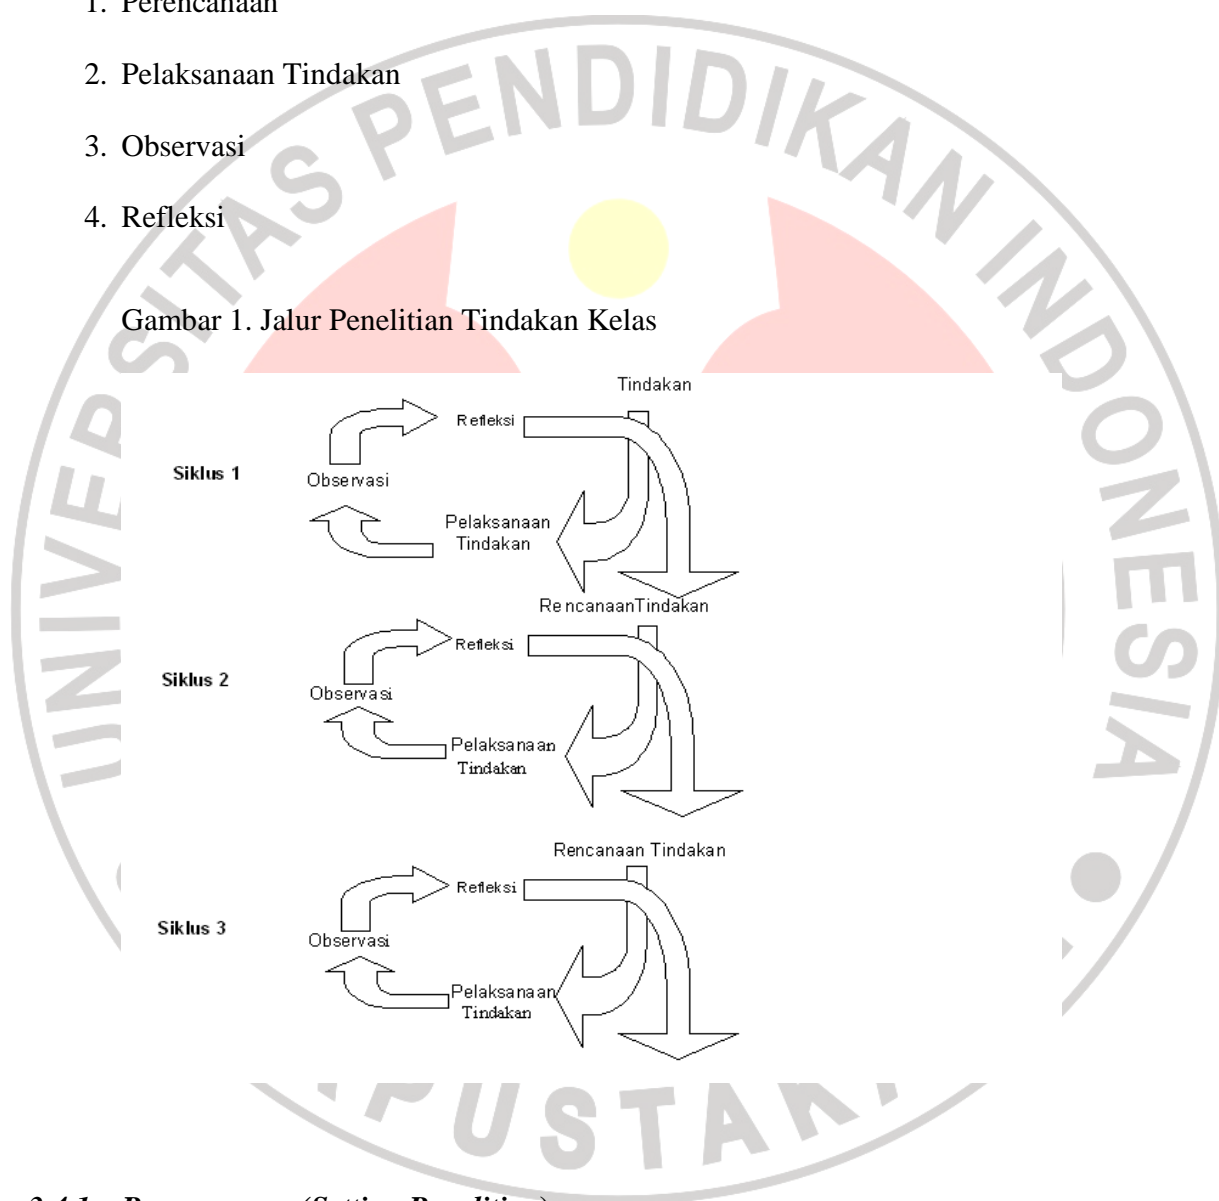 1. Perencanaan
2. Pelaksanaan Tindakan
3. Observasi
4. Refleksi
Gambar 1. Jalur Penelitian Tindakan Kelas
Tindakan
Refleksi
Siklus 1
Observasi
Pelaksanaan
Tindakan
RencanaanTindakan
Refleksi
Siklus 2
Observasi
Pelaksanaan
Tindakan
Rencanaan Tindakan
Refleksi
Siklus 3
Observasi
Pelaksanaan
Tindakan
UNIVERSITAS PENDIDIKAN INDONESIA
PUSTAK